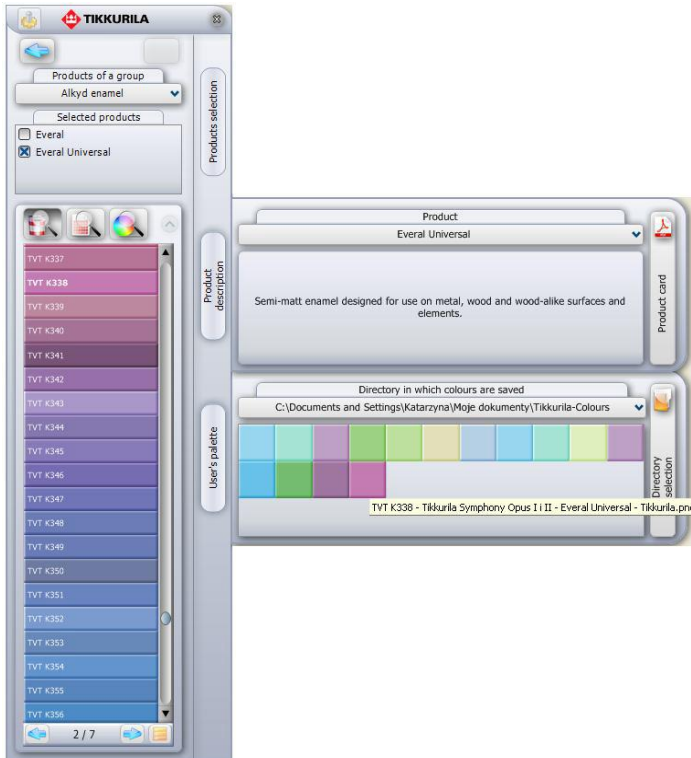 TIKKURILA
Products of a group
Alkyd enamel
Selected products
Everal
Everal Universal
Products selection
TVT K337
TVT K338
TVT K339
TVT K340
TVT K341
TVT K342
TVT K343
TVT K344
TVT K345
TVT K346
TVT K347
TVT K348
TVT K349
TVT K350
TVT K351
TVT K352
TVT K353
TVT K354
TVT K355
TVT K356
2 / 7
Product
description
User's palette
Product
Everal Universal
Semi-matt enamel designed for use on metal, wood and wood-alike surfaces and
elements.
Product card
Directory in which colours are saved
C:\Documents and Settings\Katarzyna\Moje dokumenty\Tikkurila-Colours
Directory
selection
TVT K338 - Tikkurila Symphony Opus I i II - Everal Universal - Tikkurila.pn